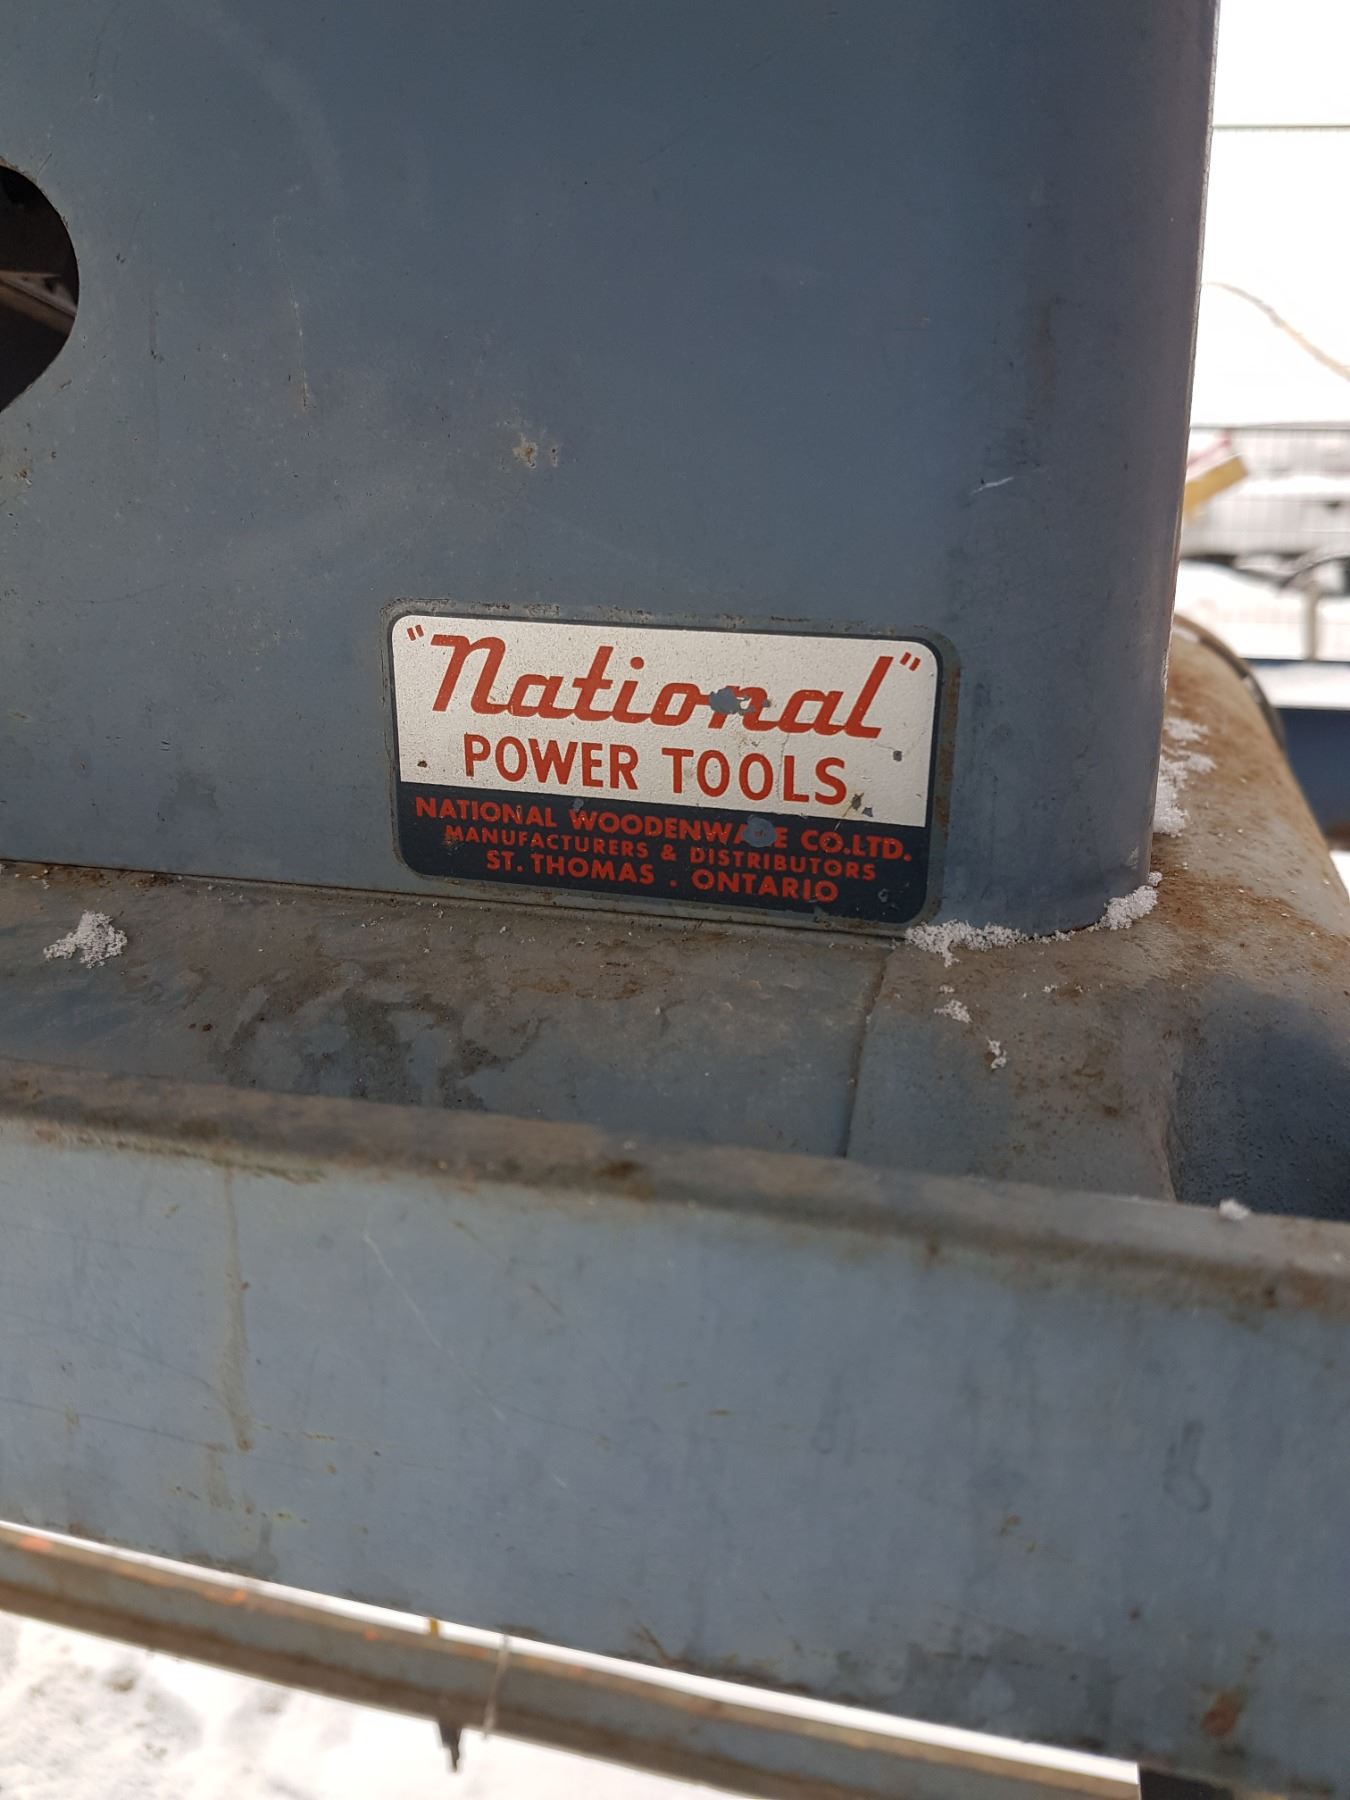 "National"
POWER TOOLS
NATIONAL WOODENWARE CO.LTD.
MANUFACTURERS & DISTRIBUTORS
ST. THOMAS . ONTARIO